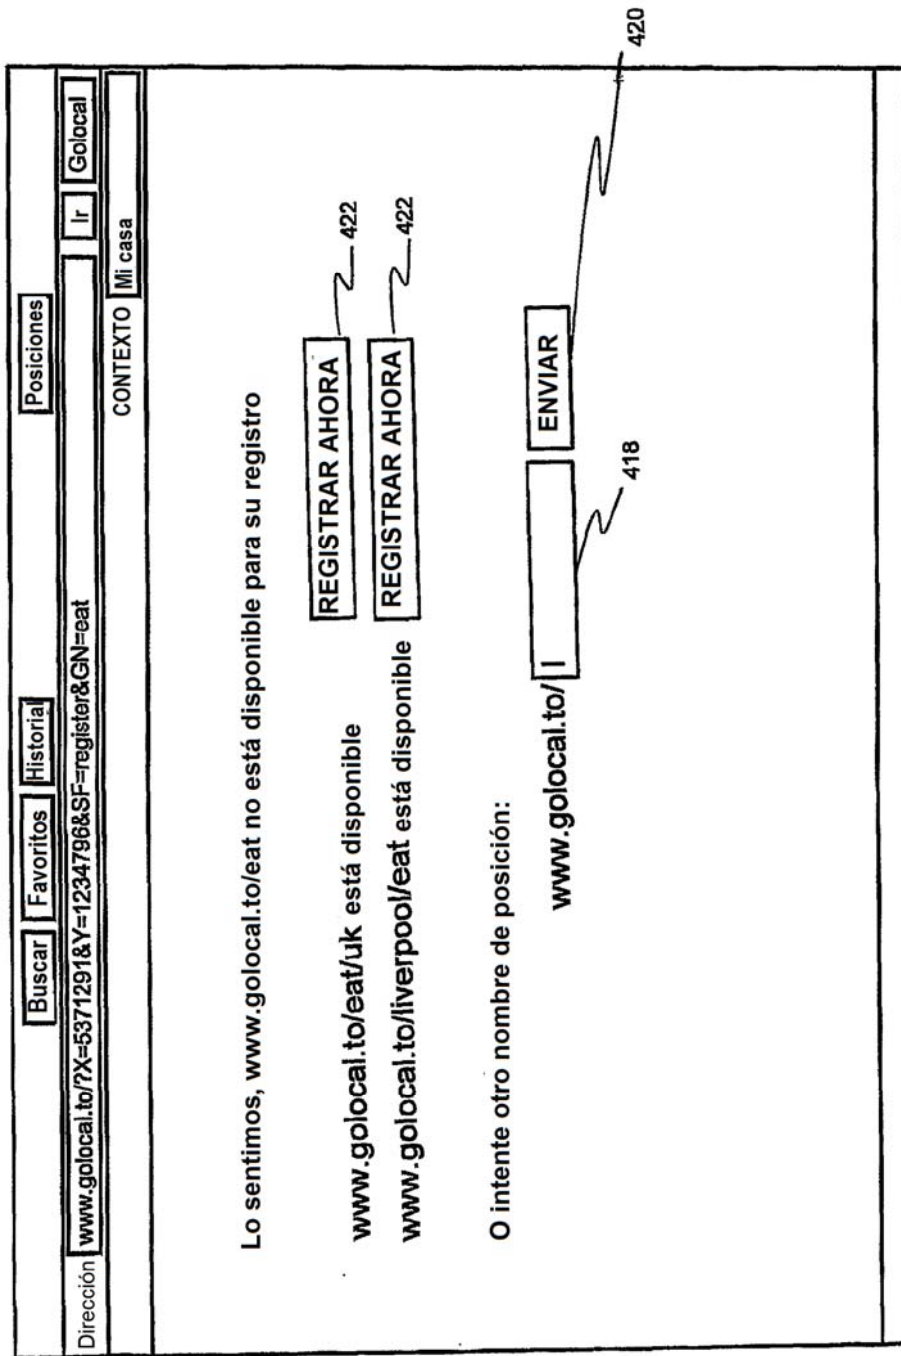 Buscar Favoritos Historial Posiciones
Dirección www.golocal.to/?X=5371291&Y=1234796&SF=register&GN=eat Ir Golocal
CONTEXTO Mi casa
Lo sentimos, www.golocal.to/eat no está disponible para su registro
www.golocal.to/eat/uk está disponible REGISTRAR AHORA 422
www.golocal.to/liverpool/eat está disponible REGISTRAR AHORA 422
O intente otro nombre de posición:
www.golocal.to/ ENVIAR
418
420